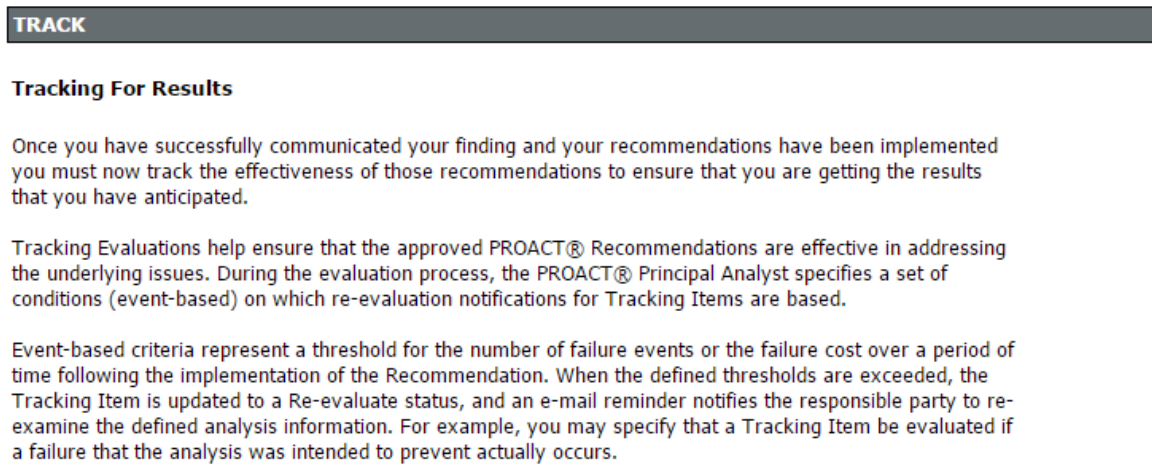 TRACK
Tracking For Results
Once you have successfully communicated your finding and your recommendations have been implemented
you must now track the effectiveness of those recommendations to ensure that you are getting the results
that you have anticipated.
Tracking Evaluations help ensure that the approved PROACT® Recommendations are effective in addressing
the underlying issues. During the evaluation process, the PROACT® Principal Analyst specifies a set of
conditions (event-based) on which re-evaluation notifications for Tracking Items are based.
Event-based criteria represent a threshold for the number of failure events or the failure cost over a period of
time following the implementation of the Recommendation. When the defined thresholds are exceeded, the
Tracking Item is updated to a Re-evaluate status, and an e-mail reminder notifies the responsible party to re-
examine the defined analysis information. For example, you may specify that a Tracking Item be evaluated if
a failure that the analysis was intended to prevent actually occurs.